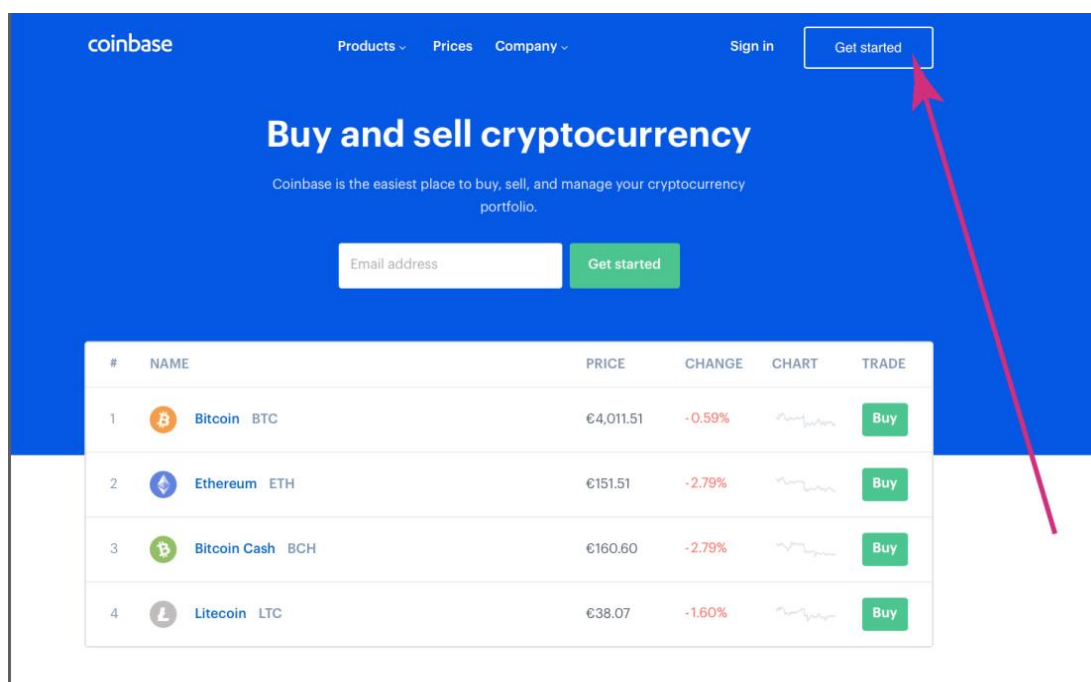 coinbase Products Prices Company Sign in Get started
Buy and sell cryptocurrency
Coinbase is the easiest place to buy, sell, and manage your cryptocurrency
portfolio.
Email address Get started
# NAME PRICE CHANGE CHART TRADE
1 Bitcoin BTC €4,011.51 -0.59% Buy
2 Ethereum ETH €151.51 -2.79% Buy
3 Bitcoin Cash BCH €160.60 -2.79% Buy
4 Litecoin LTC €38.07 -1.60% Buy